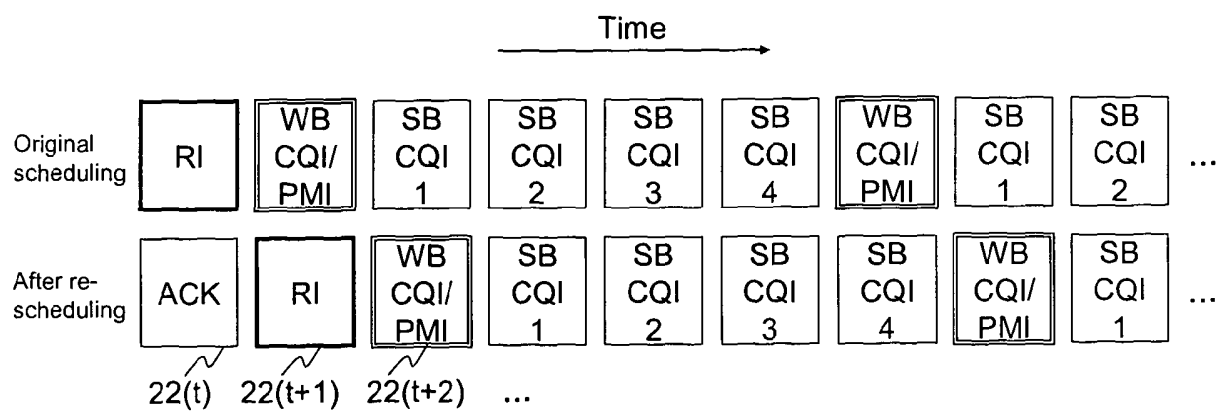 Time
Original scheduling
RI
WB CQI/ PMI
SB CQI 1
SB CQI 2
SB CQI 3
SB CQI 4
WB CQI/ PMI
SB CQI 1
SB CQI 2
...
After re-scheduling
ACK
RI
WB CQI/ PMI
SB CQI 1
SB CQI 2
SB CQI 3
SB CQI 4
WB CQI/ PMI
SB CQI 1
...
22(t)
22(t+1)
22(t+2)
...